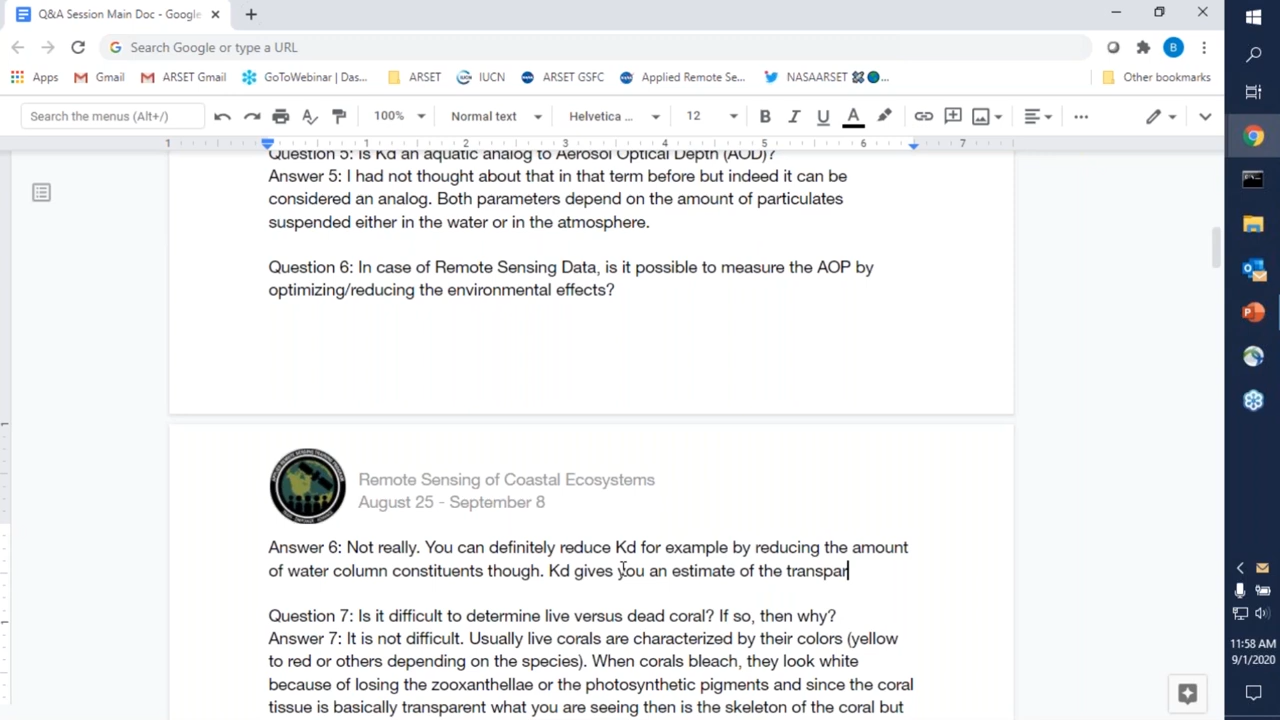 Q&A Session Main Doc - Google
Search Google or type a URL
B
Apps
Gmail
ARSET Gmail
GoToWebinar | Das...
ARSET
IUCN
ARSET GSFC
Applied Remote Se...
NASAARSET
Other bookmarks
Search the menus (Alt+/)
100%
Normal text
Helvetica ...
12
B I U A
1 1 2 3 4 5 6 7
Question 5: Is Kd an aquatic analog to Aerosol Optical Depth (AOD)?
Answer 5: I had not thought about that in that term before but indeed it can be
considered an analog. Both parameters depend on the amount of particulates
suspended either in the water or in the atmosphere.
Question 6: In case of Remote Sensing Data, is it possible to measure the AOP by
optimizing/reducing the environmental effects?
Remote Sensing of Coastal Ecosystems
August 25 - September 8
Answer 6: Not really. You can definitely reduce Kd for example by reducing the amount
of water column constituents though. Kd gives you an estimate of the transpar
Question 7: Is it difficult to determine live versus dead coral? If so, then why?
Answer 7: It is not difficult. Usually live corals are characterized by their colors (yellow
to red or others depending on the species). When corals bleach, they look white
because of losing the zooxanthellae or the photosynthetic pigments and since the coral
tissue is basically transparent what you are seeing then is the skeleton of the coral but
11:58 AM
9/1/2020